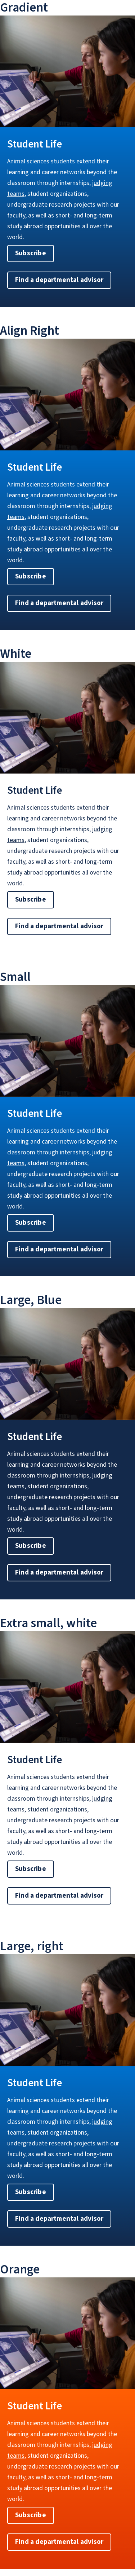 Gradient
Student Life
Animal sciences students extend their
learning and career networks beyond the
classroom through internships, judging
teams, student organizations,
undergraduate research projects with our
faculty, as well as short- and long-term
study abroad opportunities all over the
world.
Subscribe
Find a departmental advisor
Align Right
Student Life
Animal sciences students extend their
learning and career networks beyond the
classroom through internships, judging
teams, student organizations,
undergraduate research projects with our
faculty, as well as short- and long-term
study abroad opportunities all over the
world.
Subscribe
Find a departmental advisor
White
Student Life
Animal sciences students extend their
learning and career networks beyond the
classroom through internships, judging
teams, student organizations,
undergraduate research projects with our
faculty, as well as short- and long-term
study abroad opportunities all over the
world.
Subscribe
Find a departmental advisor
Small
Student Life
Animal sciences students extend their
learning and career networks beyond the
classroom through internships, judging
teams, student organizations,
undergraduate research projects with our
faculty, as well as short- and long-term
study abroad opportunities all over the
world.
Subscribe
Find a departmental advisor
Large, Blue
Student Life
Animal sciences students extend their
learning and career networks beyond the
classroom through internships, judging
teams, student organizations,
undergraduate research projects with our
faculty, as well as short- and long-term
study abroad opportunities all over the
world.
Subscribe
Find a departmental advisor
Extra small, white
Student Life
Animal sciences students extend their
learning and career networks beyond the
classroom through internships, judging
teams, student organizations,
undergraduate research projects with our
faculty, as well as short- and long-term
study abroad opportunities all over the
world.
Subscribe
Find a departmental advisor
Large, right
Student Life
Animal sciences students extend their
learning and career networks beyond the
classroom through internships, judging
teams, student organizations,
undergraduate research projects with our
faculty, as well as short- and long-term
study abroad opportunities all over the
world.
Subscribe
Find a departmental advisor
Orange
Student Life
Animal sciences students extend their
learning and career networks beyond the
classroom through internships, judging
teams, student organizations,
undergraduate research projects with our
faculty, as well as short- and long-term
study abroad opportunities all over the
world.
Subscribe
Find a departmental advisor